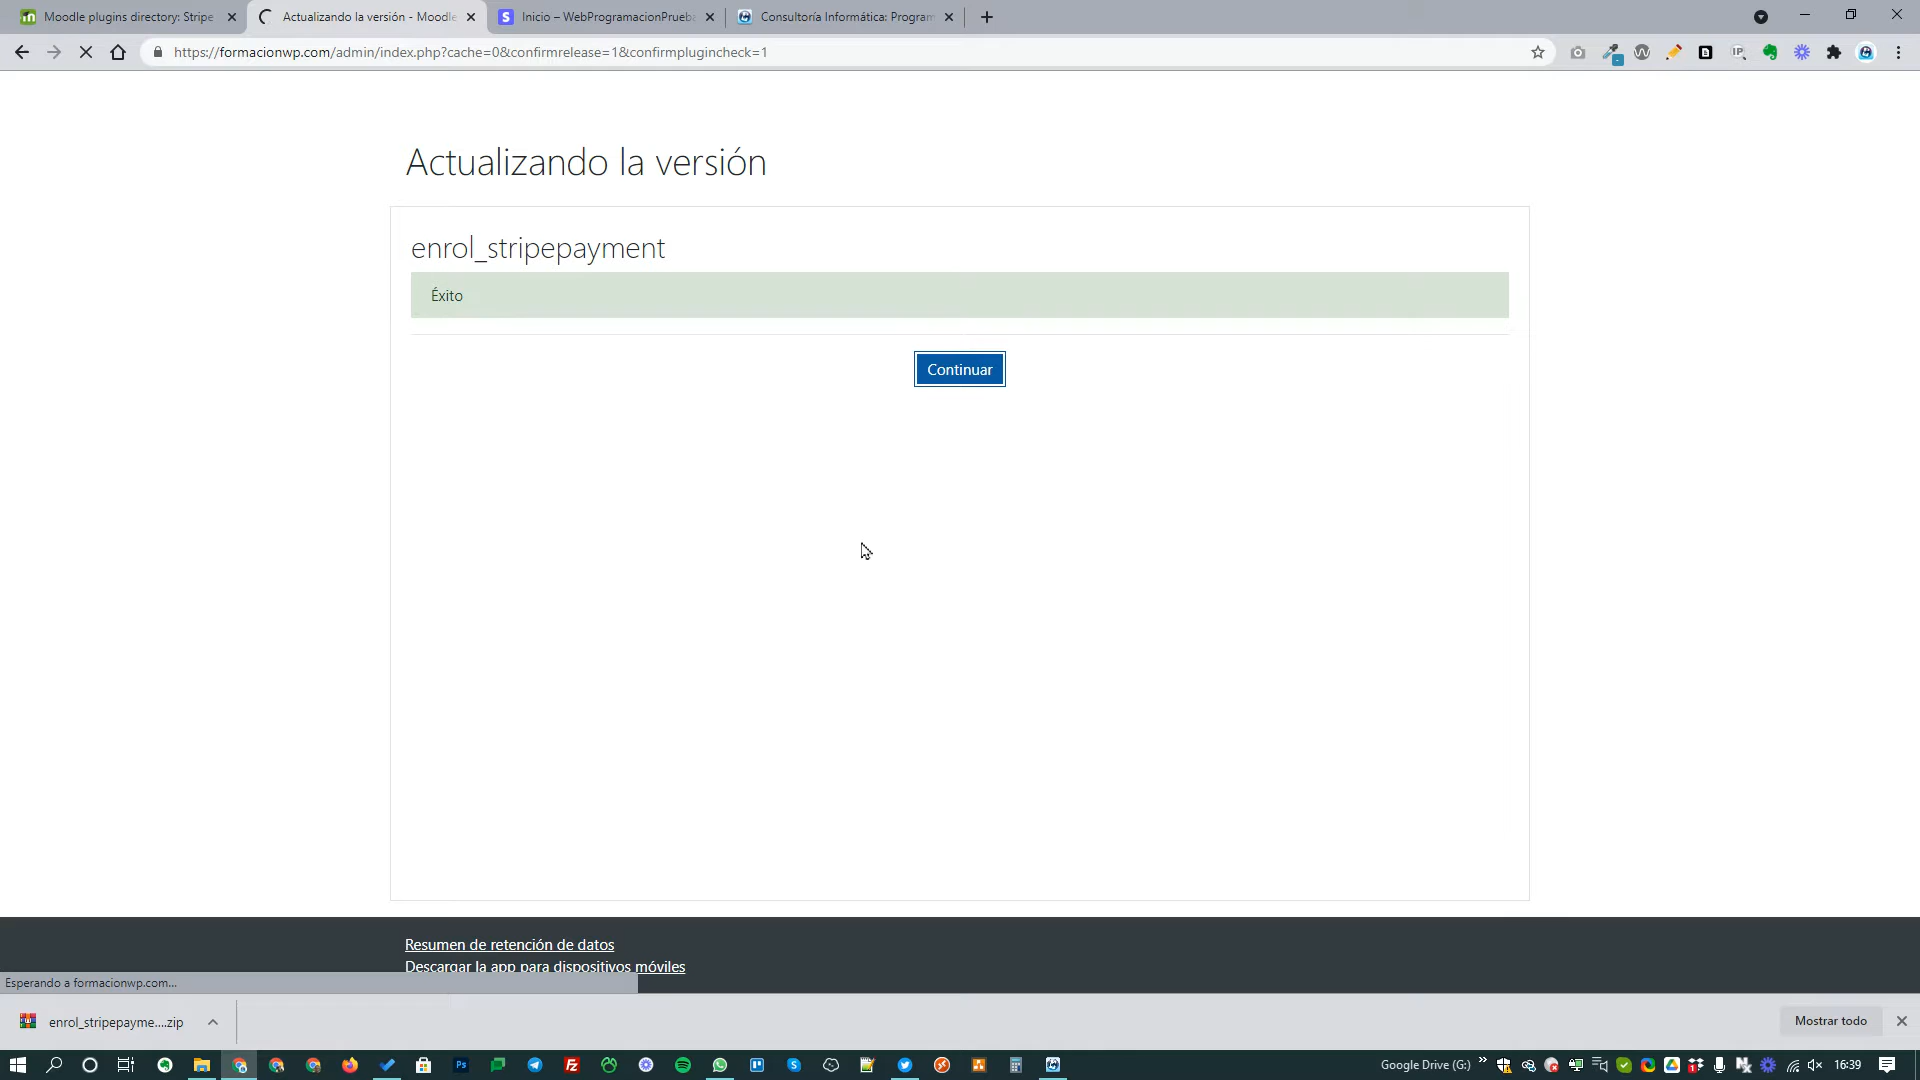 Moodle plugins directory: Stripe
Actualizando la versión - Moodle
Inicio – WebProgramacionPrueba
Consultoría Informática: Program
https://formacionwp.com/admin/index.php?cache=0&confirmrelease=1&confirmplugincheck=1
Actualizando la versión
enrol_stripepayment
Éxito
Continuar
Resumen de retención de datos
Descargar la app para dispositivos móviles
Esperando a formacionwp.com...
enrol_stripepayme....zip
Mostrar todo
Google Drive (G:)
16:39